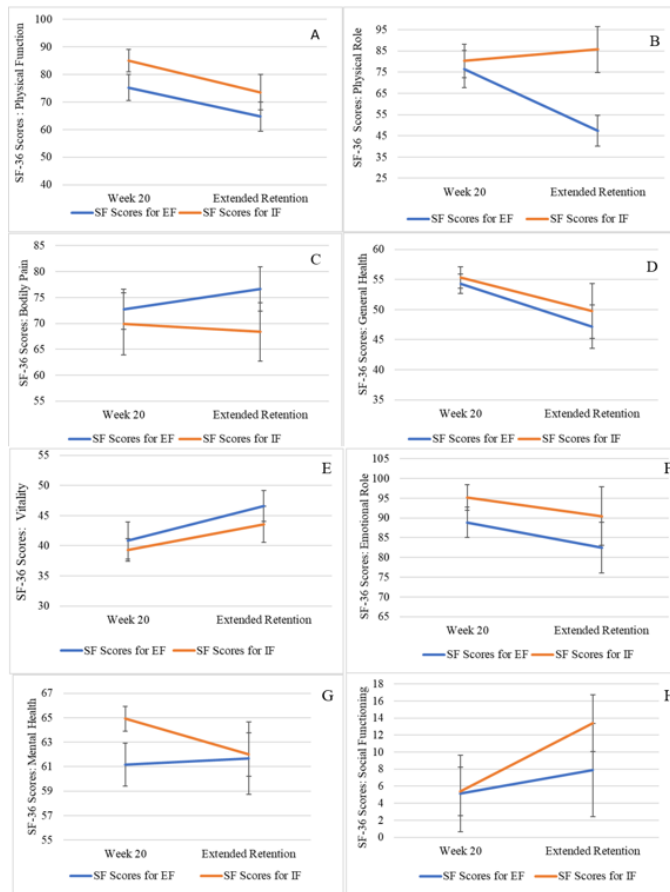 A
SF-36 Scores : Physical Function
100
90
80
70
60
50
40
Week 20 Extended Retention
SF Scores for EF SF Scores for IF
B
SF-36 Scores: Physical Role
105
95
85
75
65
55
45
35
25
Week 20 Extended Retention
SF Scores for EF SF Scores for IF
C
SF-36 Scores: Bodily Pain
85
80
75
70
65
60
55
Week 20 Extended Retention
SF Scores for EF SF Scores for IF
D
SF-36 Scores: General Health
60
55
50
45
40
35
Week 20 Extended Retention
SF Scores for EF SF Scores for IF
E
SF-36 Scores: Vitality
55
50
45
40
35
30
Week 20 Extended Retention
SF Scores for EF SF Scores for IF
F
SF-36 Scores: Emotional Role
105
100
95
90
85
80
75
70
65
Week 20 Extended Retention
SF Scores for EF SF Scores for IF
G
SF-36 Scores: Mental Health
67
65
63
61
59
57
55
Week 20 Extended Retention
SF Scores for EF SF Scores for IF
H
SF-36 Scores: Social Functioning
18
16
14
12
10
8
6
4
2
0
Week 20 Extended Retention
SF Scores for EF SF Scores for IF